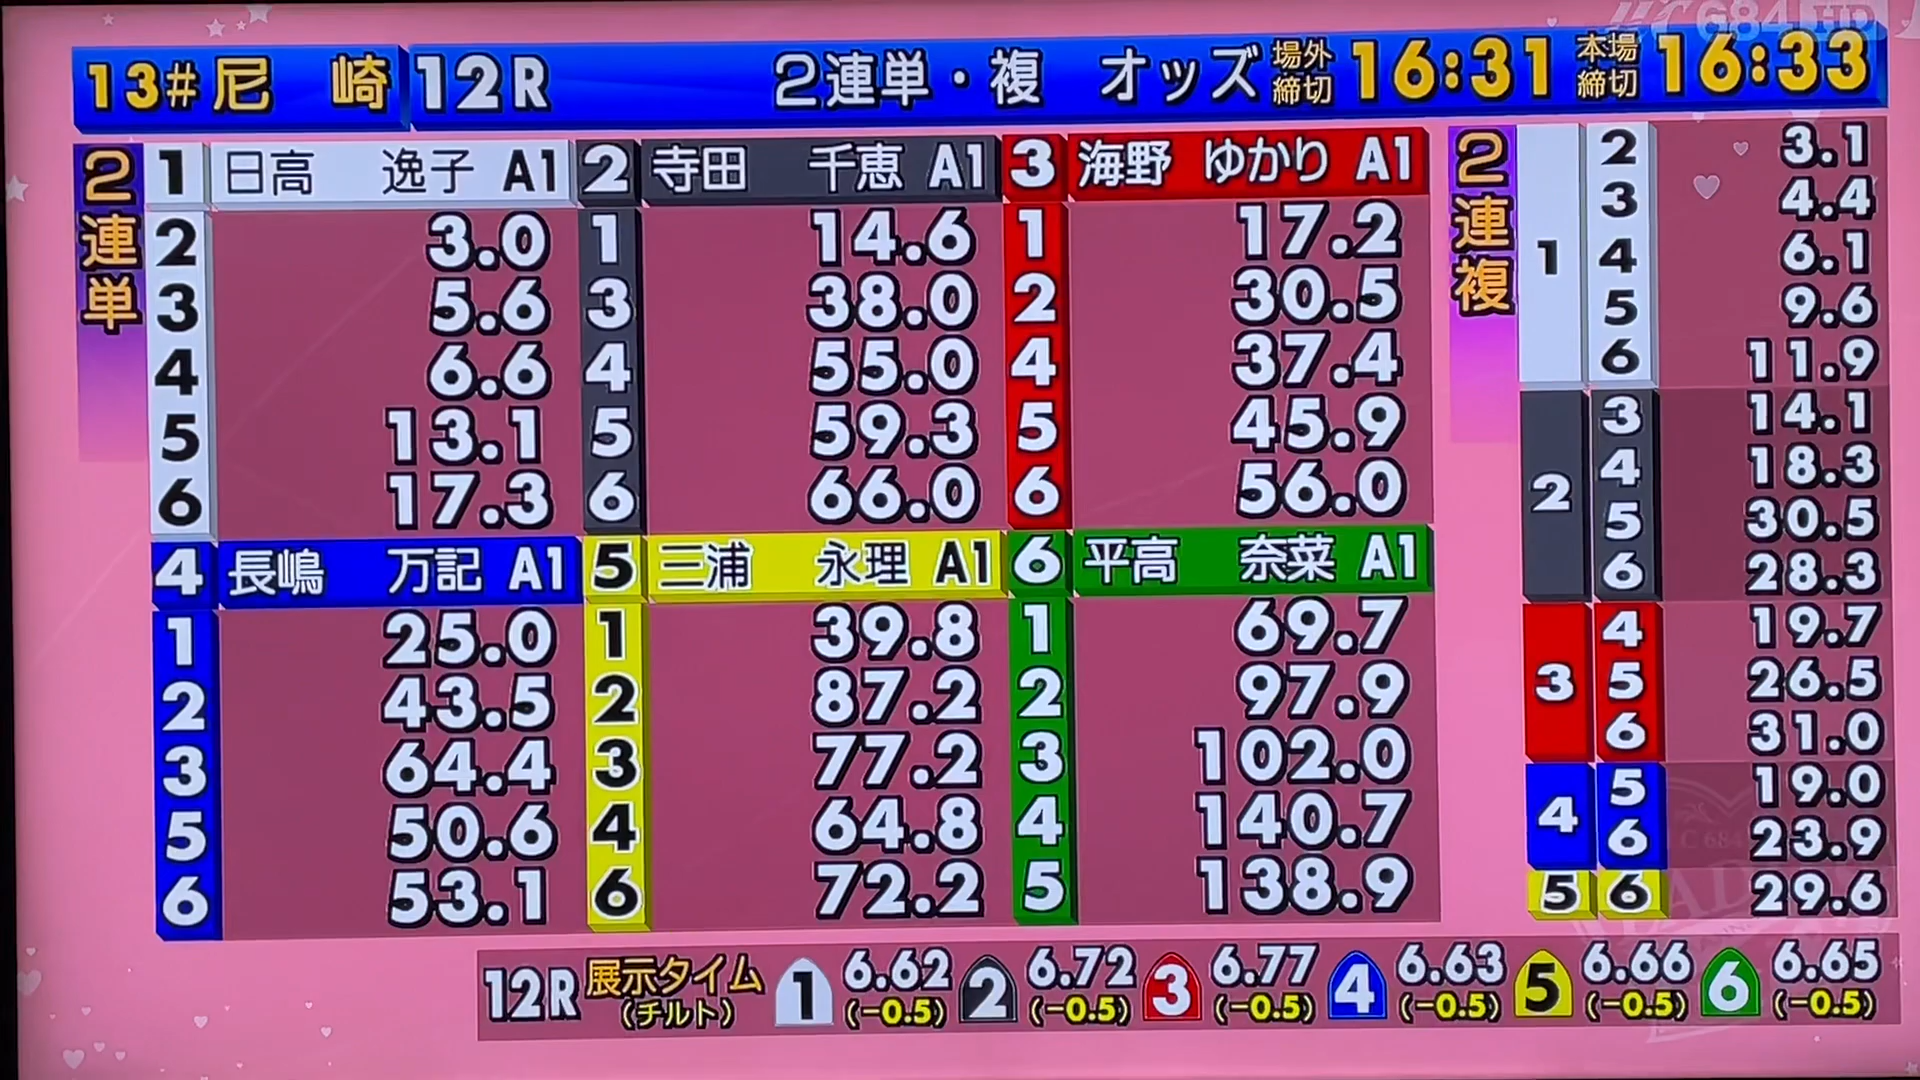 JLC 684 HD
13# 尼 崎 12R 2連単・複 オッズ 場外締切 16:31 本場締切 16:33
2連単
1 日高 逸子 A1 2 寺田 千恵 A1 3 海野 ゆかり A1
2 3.0 1 14.6 1 17.2
3 5.6 3 38.0 2 30.5
4 6.6 4 55.0 4 37.4
5 13.1 5 59.3 5 45.9
6 17.3 6 66.0 6 56.0
4 長嶋 万記 A1 5 三浦 永理 A1 6 平高 奈菜 A1
1 25.0 1 39.8 1 69.7
2 43.5 2 87.2 2 97.9
3 64.4 3 77.2 3 102.0
5 50.6 4 64.8 4 140.7
6 53.1 6 72.2 5 138.9
2連複
1 2 3.1
3 4.4
4 6.1
5 9.6
6 11.9
2 3 14.1
4 18.3
5 30.5
6 28.3
3 4 19.7
5 26.5
6 31.0
4 5 19.0
6 23.9
5 6 29.6
12R 展示タイム 1 6.62 2 6.72 3 6.77 4 6.63 5 6.66 6 6.65
(チルト) (-0.5) (-0.5) (-0.5) (-0.5) (-0.5) (-0.5)